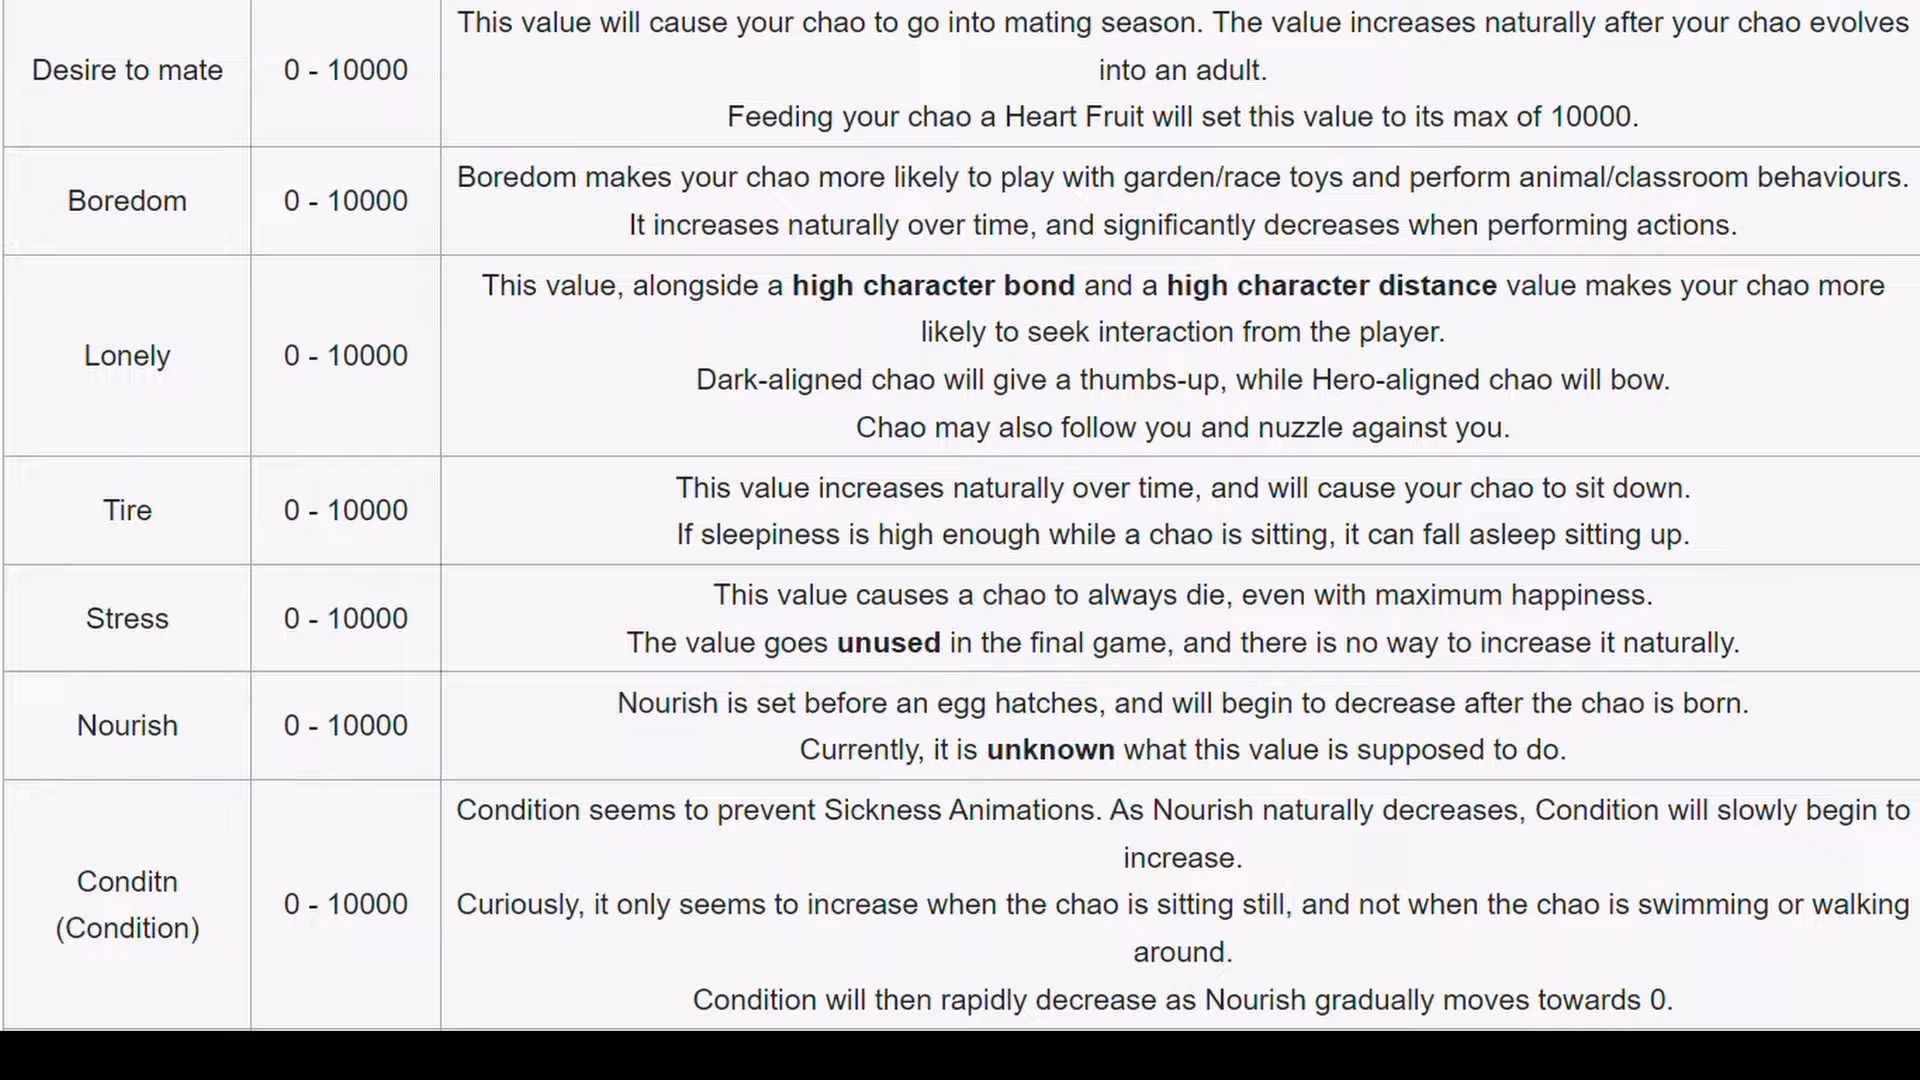 This value will cause your chao to go into mating season. The value increases naturally after your chao evolves
Desire to mate
0 - 10000
into an adult.
Feeding your chao a Heart Fruit will set this value to its max of 10000.
Boredom
0 - 10000
Boredom makes your chao more likely to play with garden/race toys and perform animal/classroom behaviours.
It increases naturally over time, and significantly decreases when performing actions.
Lonely
0 - 10000
This value, alongside a high character bond and a high character distance value makes your chao more
likely to seek interaction from the player.
Dark-aligned chao will give a thumbs-up, while Hero-aligned chao will bow.
Chao may also follow you and nuzzle against you.
Tire
0 - 10000
This value increases naturally over time, and will cause your chao to sit down.
If sleepiness is high enough while a chao is sitting, it can fall asleep sitting up.
Stress
0 - 10000
This value causes a chao to always die, even with maximum happiness.
The value goes unused in the final game, and there is no way to increase it naturally.
Nourish
0 - 10000
Nourish is set before an egg hatches, and will begin to decrease after the chao is born.
Currently, it is unknown what this value is supposed to do.
Conditn
(Condition)
0 - 10000
Condition seems to prevent Sickness Animations. As Nourish naturally decreases, Condition will slowly begin to
increase.
Curiously, it only seems to increase when the chao is sitting still, and not when the chao is swimming or walking
around.
Condition will then rapidly decrease as Nourish gradually moves towards 0.